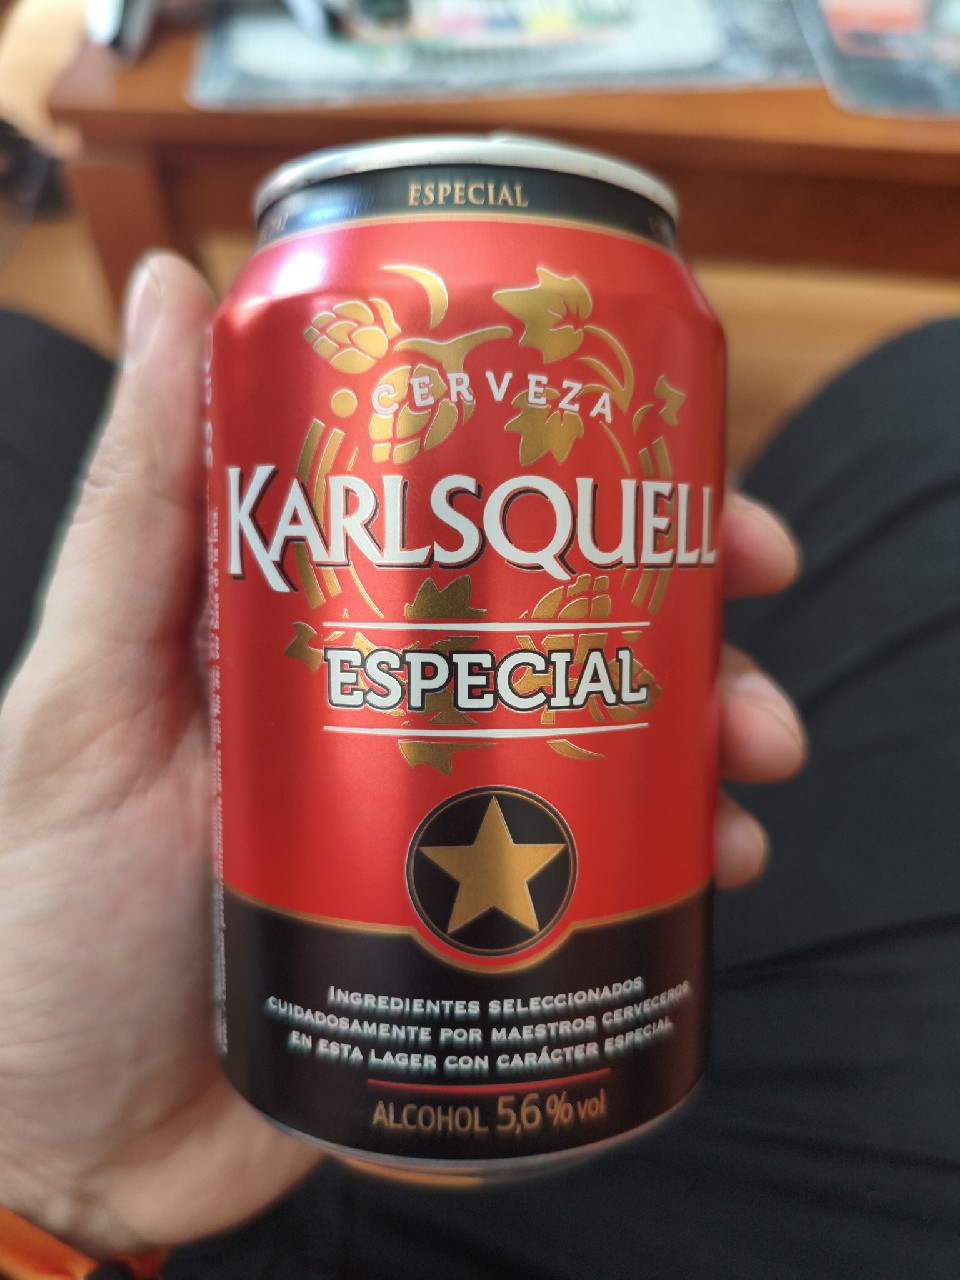 ESPECIAL
CERVEZA
KARLSQUELL
ESPECIAL
INGREDIENTES SELECCIONADOS
CUIDADOSAMENTE POR MAESTROS CERVECEROS
EN ESTA LAGER CON CARÁCTER ESPECIAL
ALCOHOL 5,6 % vol